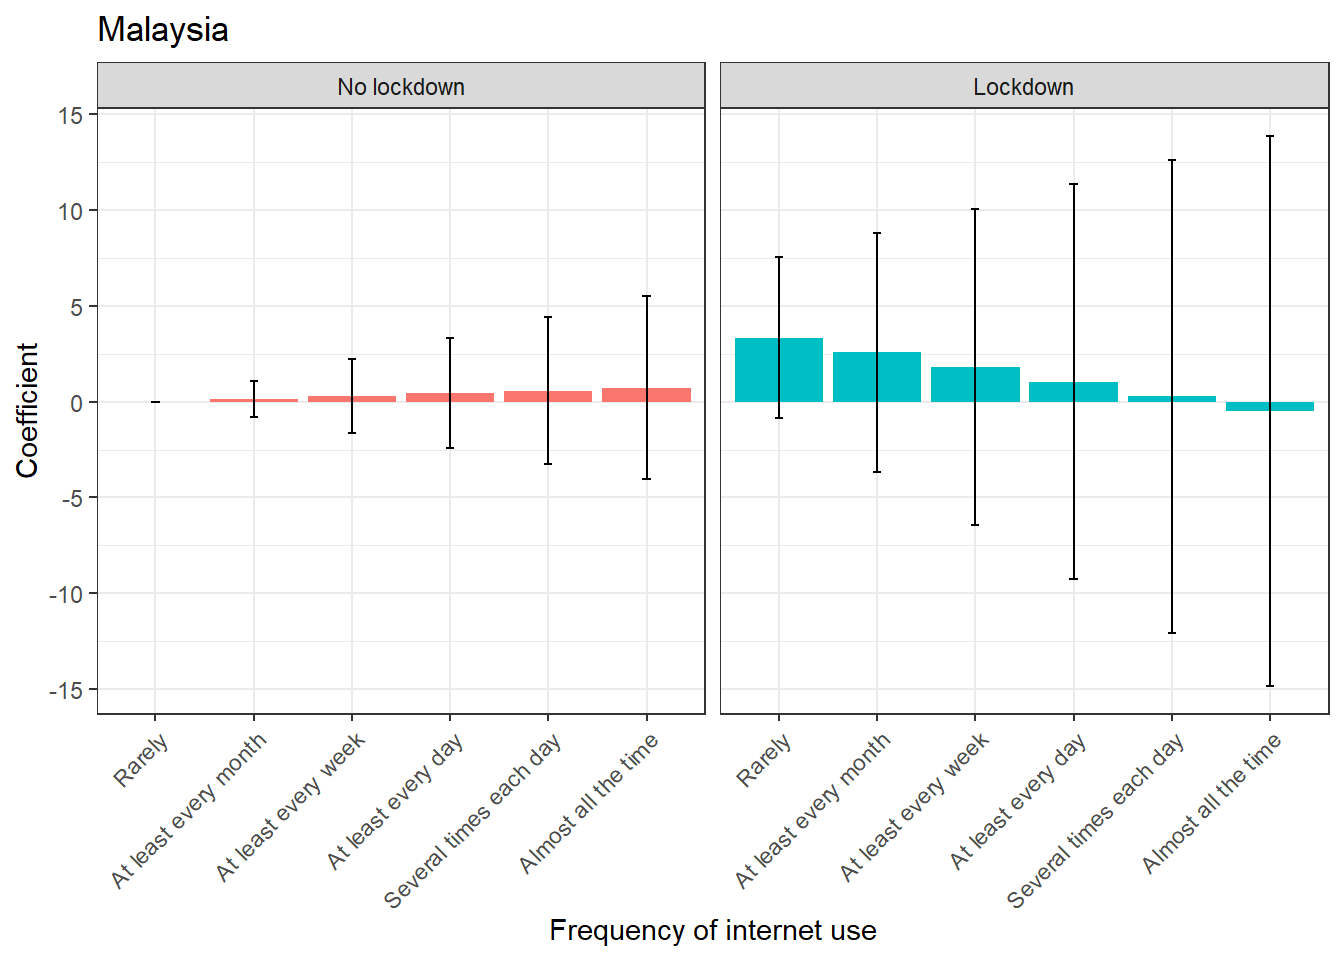 Malaysia
No lockdown
Lockdown
Coefficient
15
10
5
0
-5
-10
-15
Rarely
At least every month
At least every week
At least every day
Several times each day
Almost all the time
Rarely
At least every month
At least every week
At least every day
Several times each day
Almost all the time
Frequency of internet use